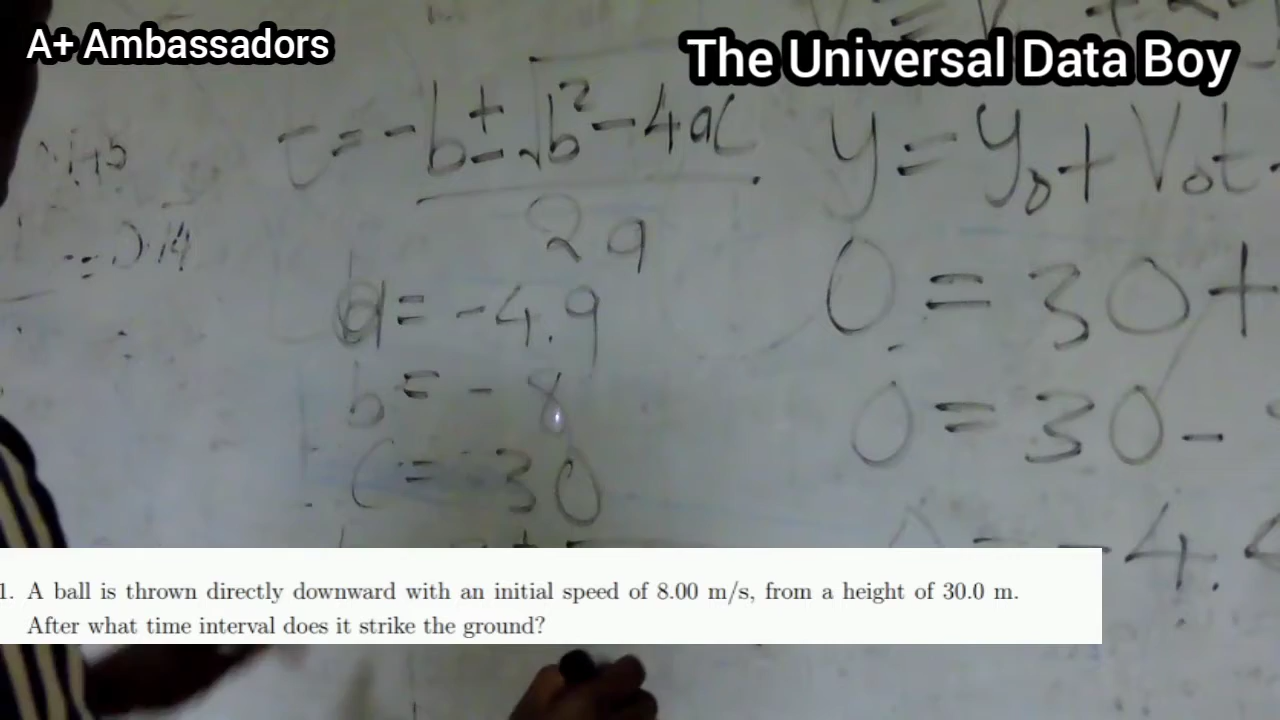 A+ Ambassadors
The Universal Data Boy
t = -b ± √b² - 4ac
2a
a = -4.9
b = - 8
c = 30
y = y₀ + V₀t
0 = 30 +
0 = 30 -
-4.9
1. A ball is thrown directly downward with an initial speed of 8.00 m/s, from a height of 30.0 m.
After what time interval does it strike the ground?